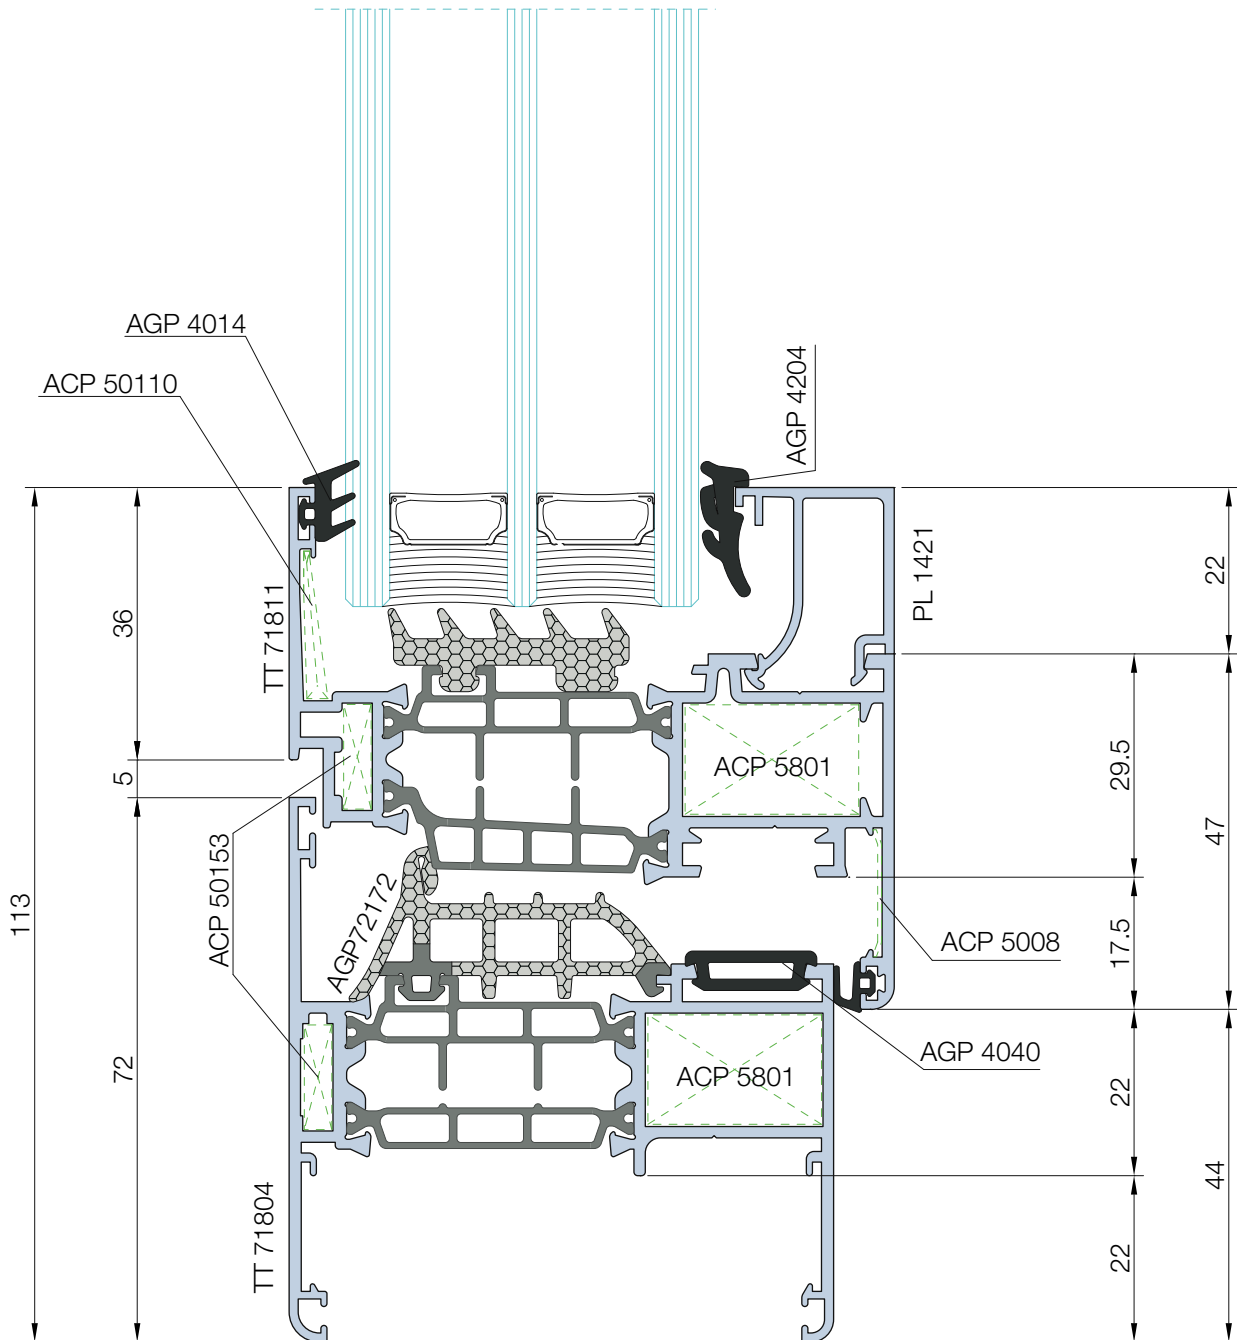 AGP 4014
ACP 50110
AGP 4204
TT 71811
PL 1421
22
36
5
ACP 5801
29.5
47
113
ACP 50153
AGP72172
ACP 5008
17.5
AGP 4040
72
ACP 5801
22
44
TT 71804
22